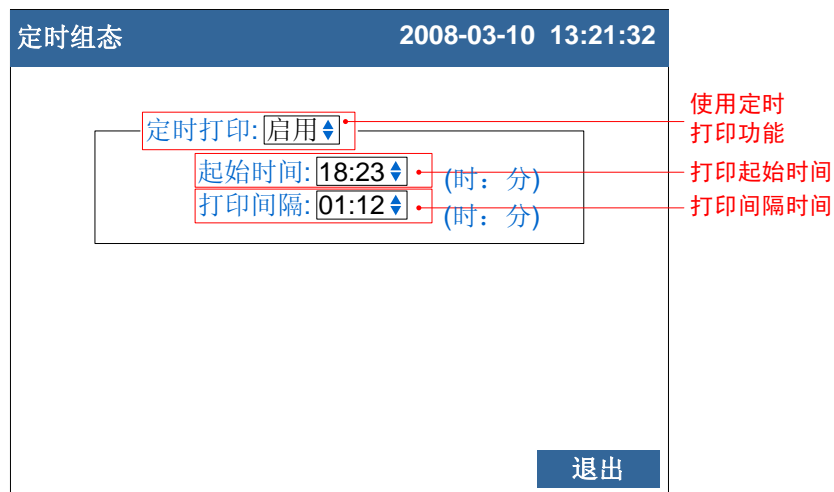 定时组态 2008-03-10 13:21:32
使用定时
打印功能
定时打印: 启用
起始时间: 18:23 (时：分)
打印起始时间
打印间隔: 01:12 (时：分)
打印间隔时间
退出